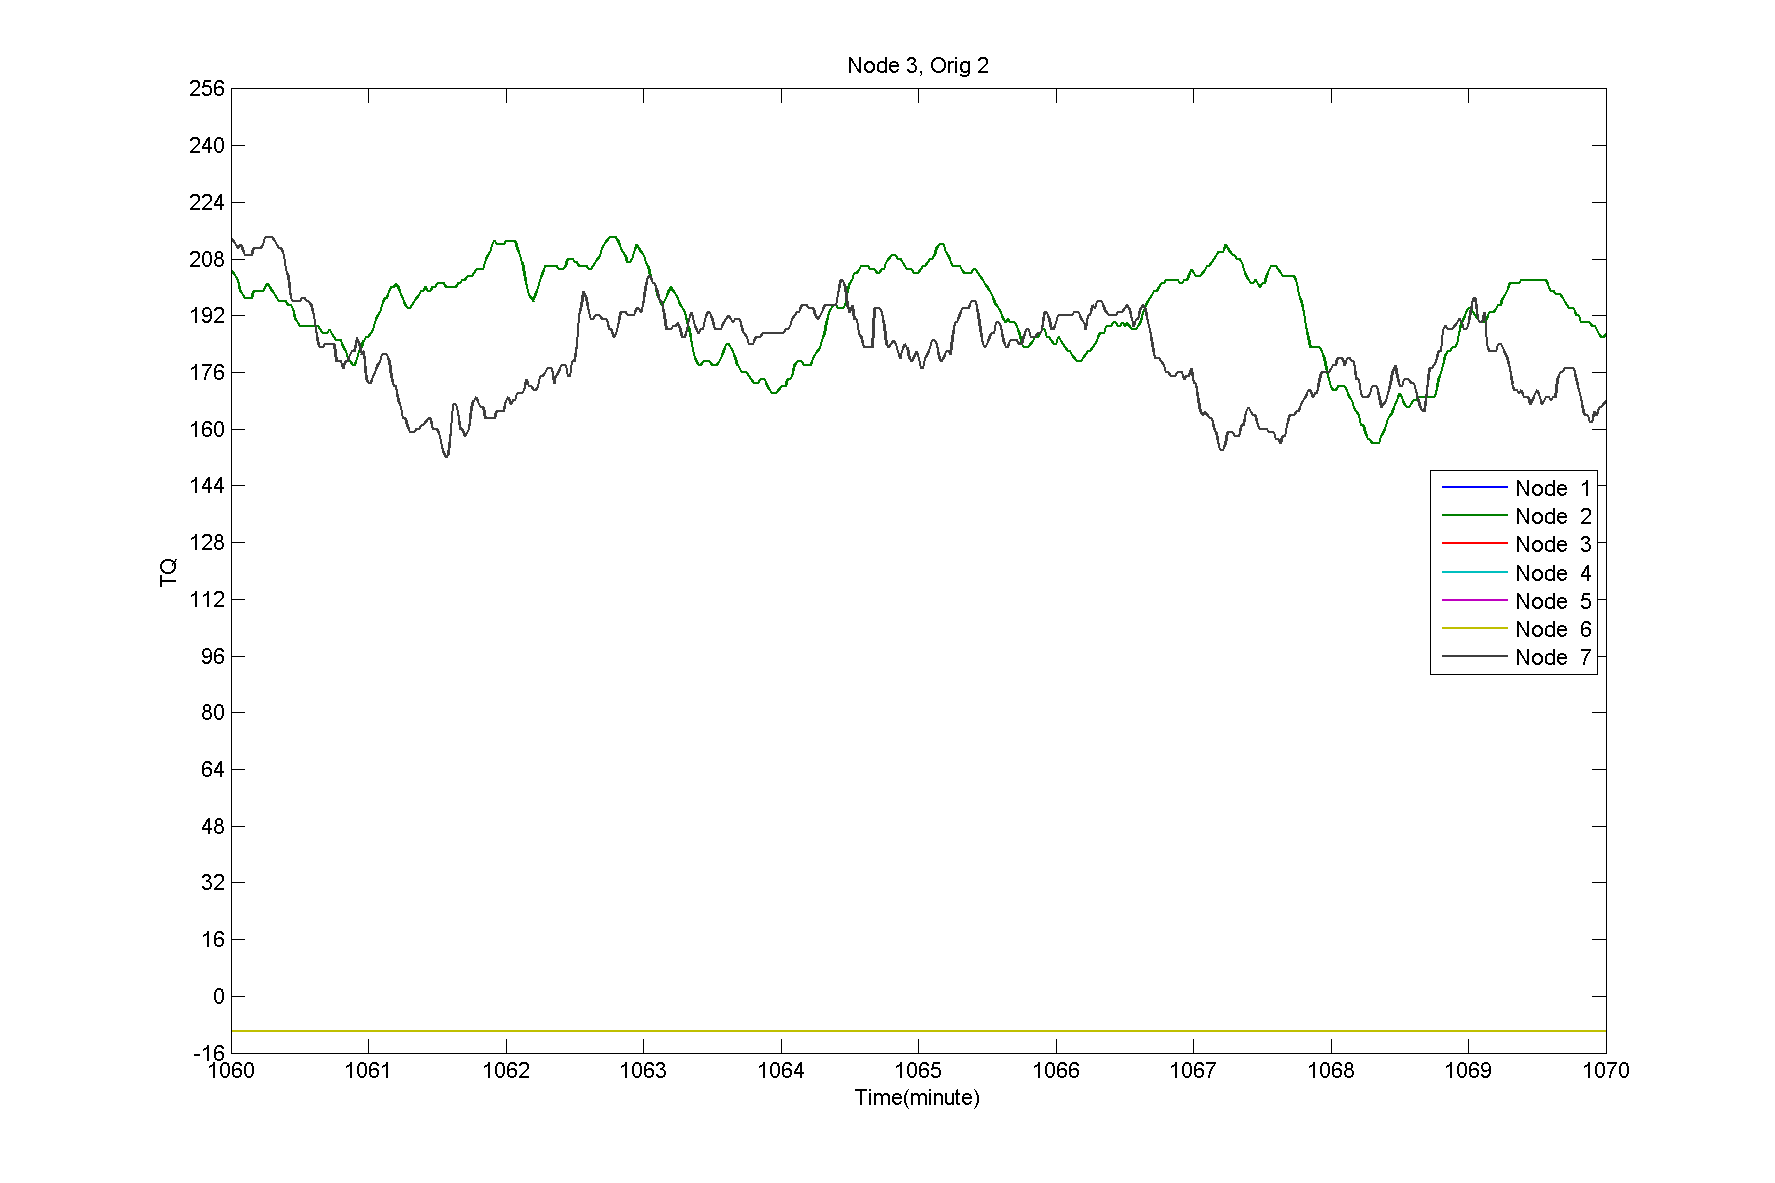 Node 3, Orig 2
256
240
224
208
192
176
160
144
128
112
96
80
64
48
32
16
0
-16
TQ
Node 1
Node 2
Node 3
Node 4
Node 5
Node 6
Node 7
1060 1061 1062 1063 1064 1065 1066 1067 1068 1069 1070
Time(minute)